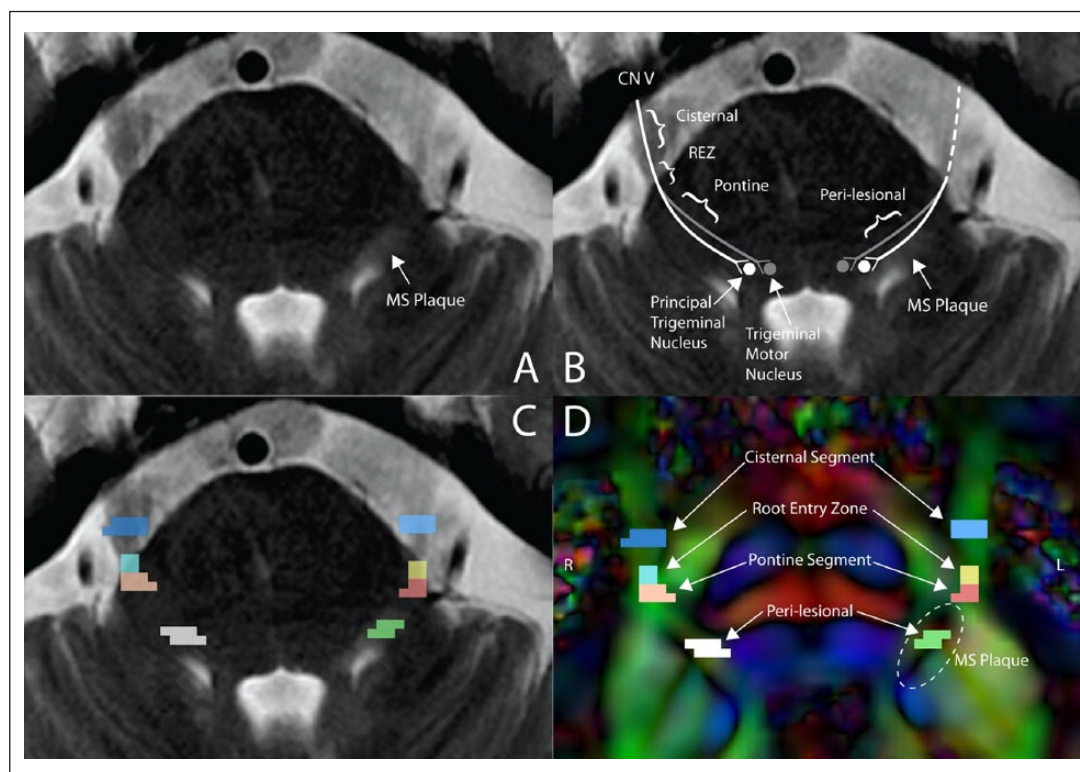 MS Plaque
A
CN V
Cisternal
REZ
Pontine
Peri-lesional
MS Plaque
Principal
Trigeminal
Nucleus
Trigeminal
Motor
Nucleus
B
C
D
Cisternal Segment
Root Entry Zone
R
L
Pontine Segment
Peri-lesional
MS Plaque